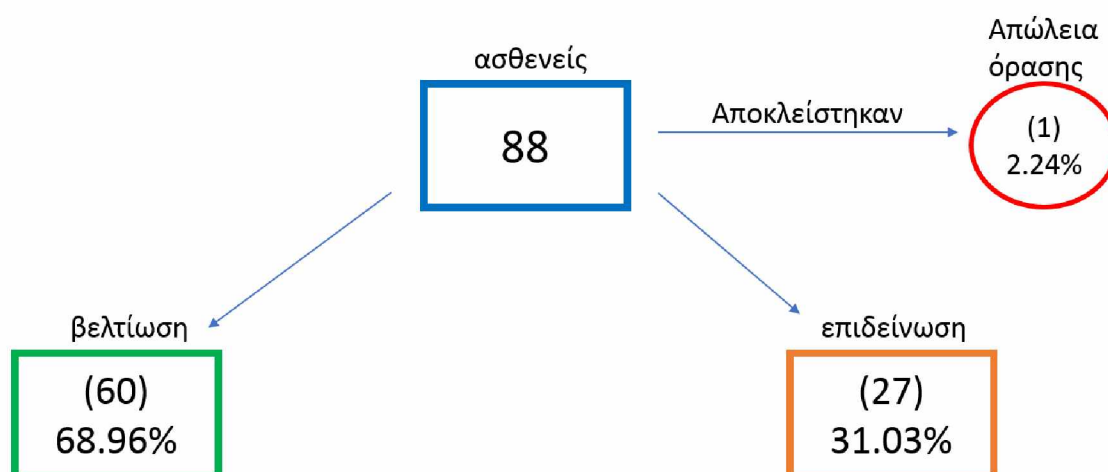 ασθενείς
88
Αποκλείστηκαν
Απώλεια
όρασης
(1)
2.24%
βελτίωση
(60)
68.96%
επιδείνωση
(27)
31.03%